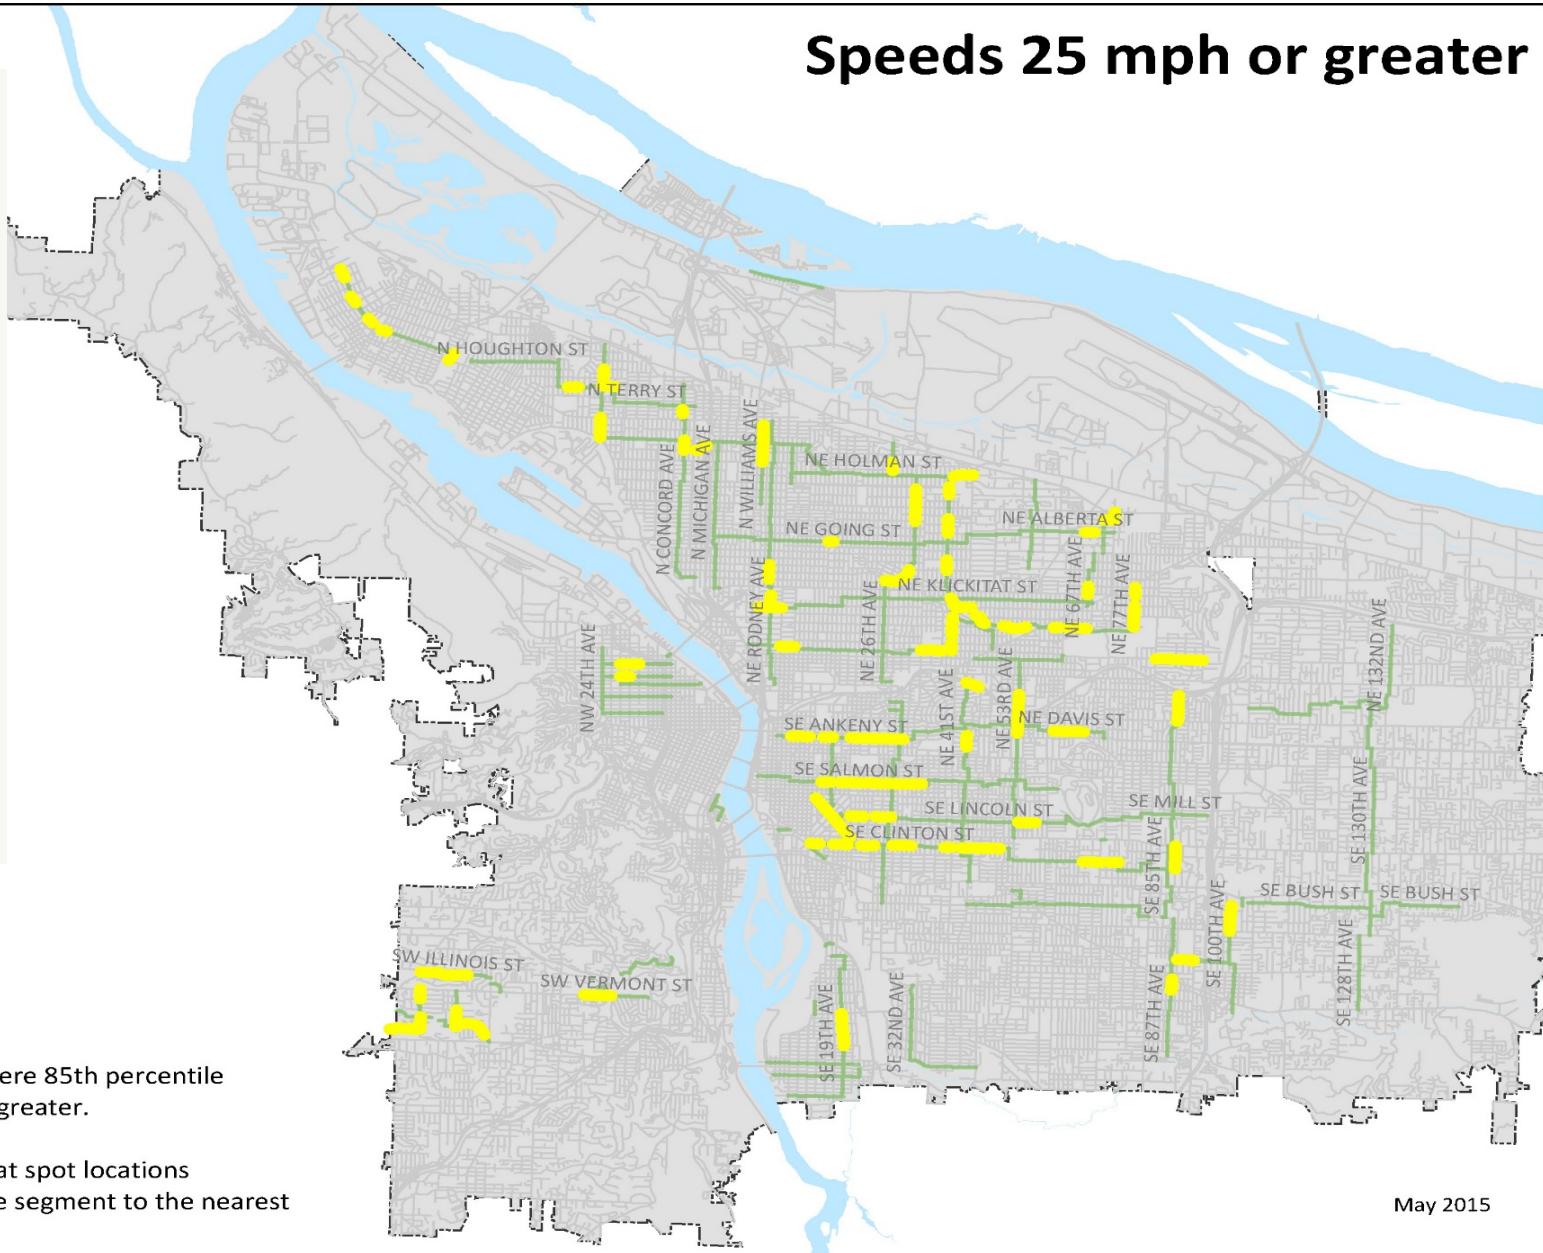 Speeds 25 mph or greater
N HOUGHTON ST
N TERRY ST
N CONCORD AVE
N MICHIGAN AVE
N WILLIAMS AVE
NE HOLMAN ST
NE GOING ST
NE ALBERTA ST
NE KLICKITAT ST
NE RODNEY AVE
NE 26TH AVE
NE 67TH AVE
NE 77TH AVE
NW 24TH AVE
NE 132ND AVE
NE 41ST AVE
NE 53RD AVE
SE ANKENY ST
NE DAVIS ST
SE SALMON ST
SE LINCOLN ST
SE MILL ST
SE CLINTON ST
SE 130TH AVE
SE 85TH AVE
SE BUSH ST
SE BUSH ST
SE 100TH AVE
SW ILLINOIS ST
SW VERMONT ST
SE 19TH AVE
SE 32ND AVE
SE 87TH AVE
SE 128TH AVE
ere 85th percentile
greater.
at spot locations
e segment to the nearest
May 2015